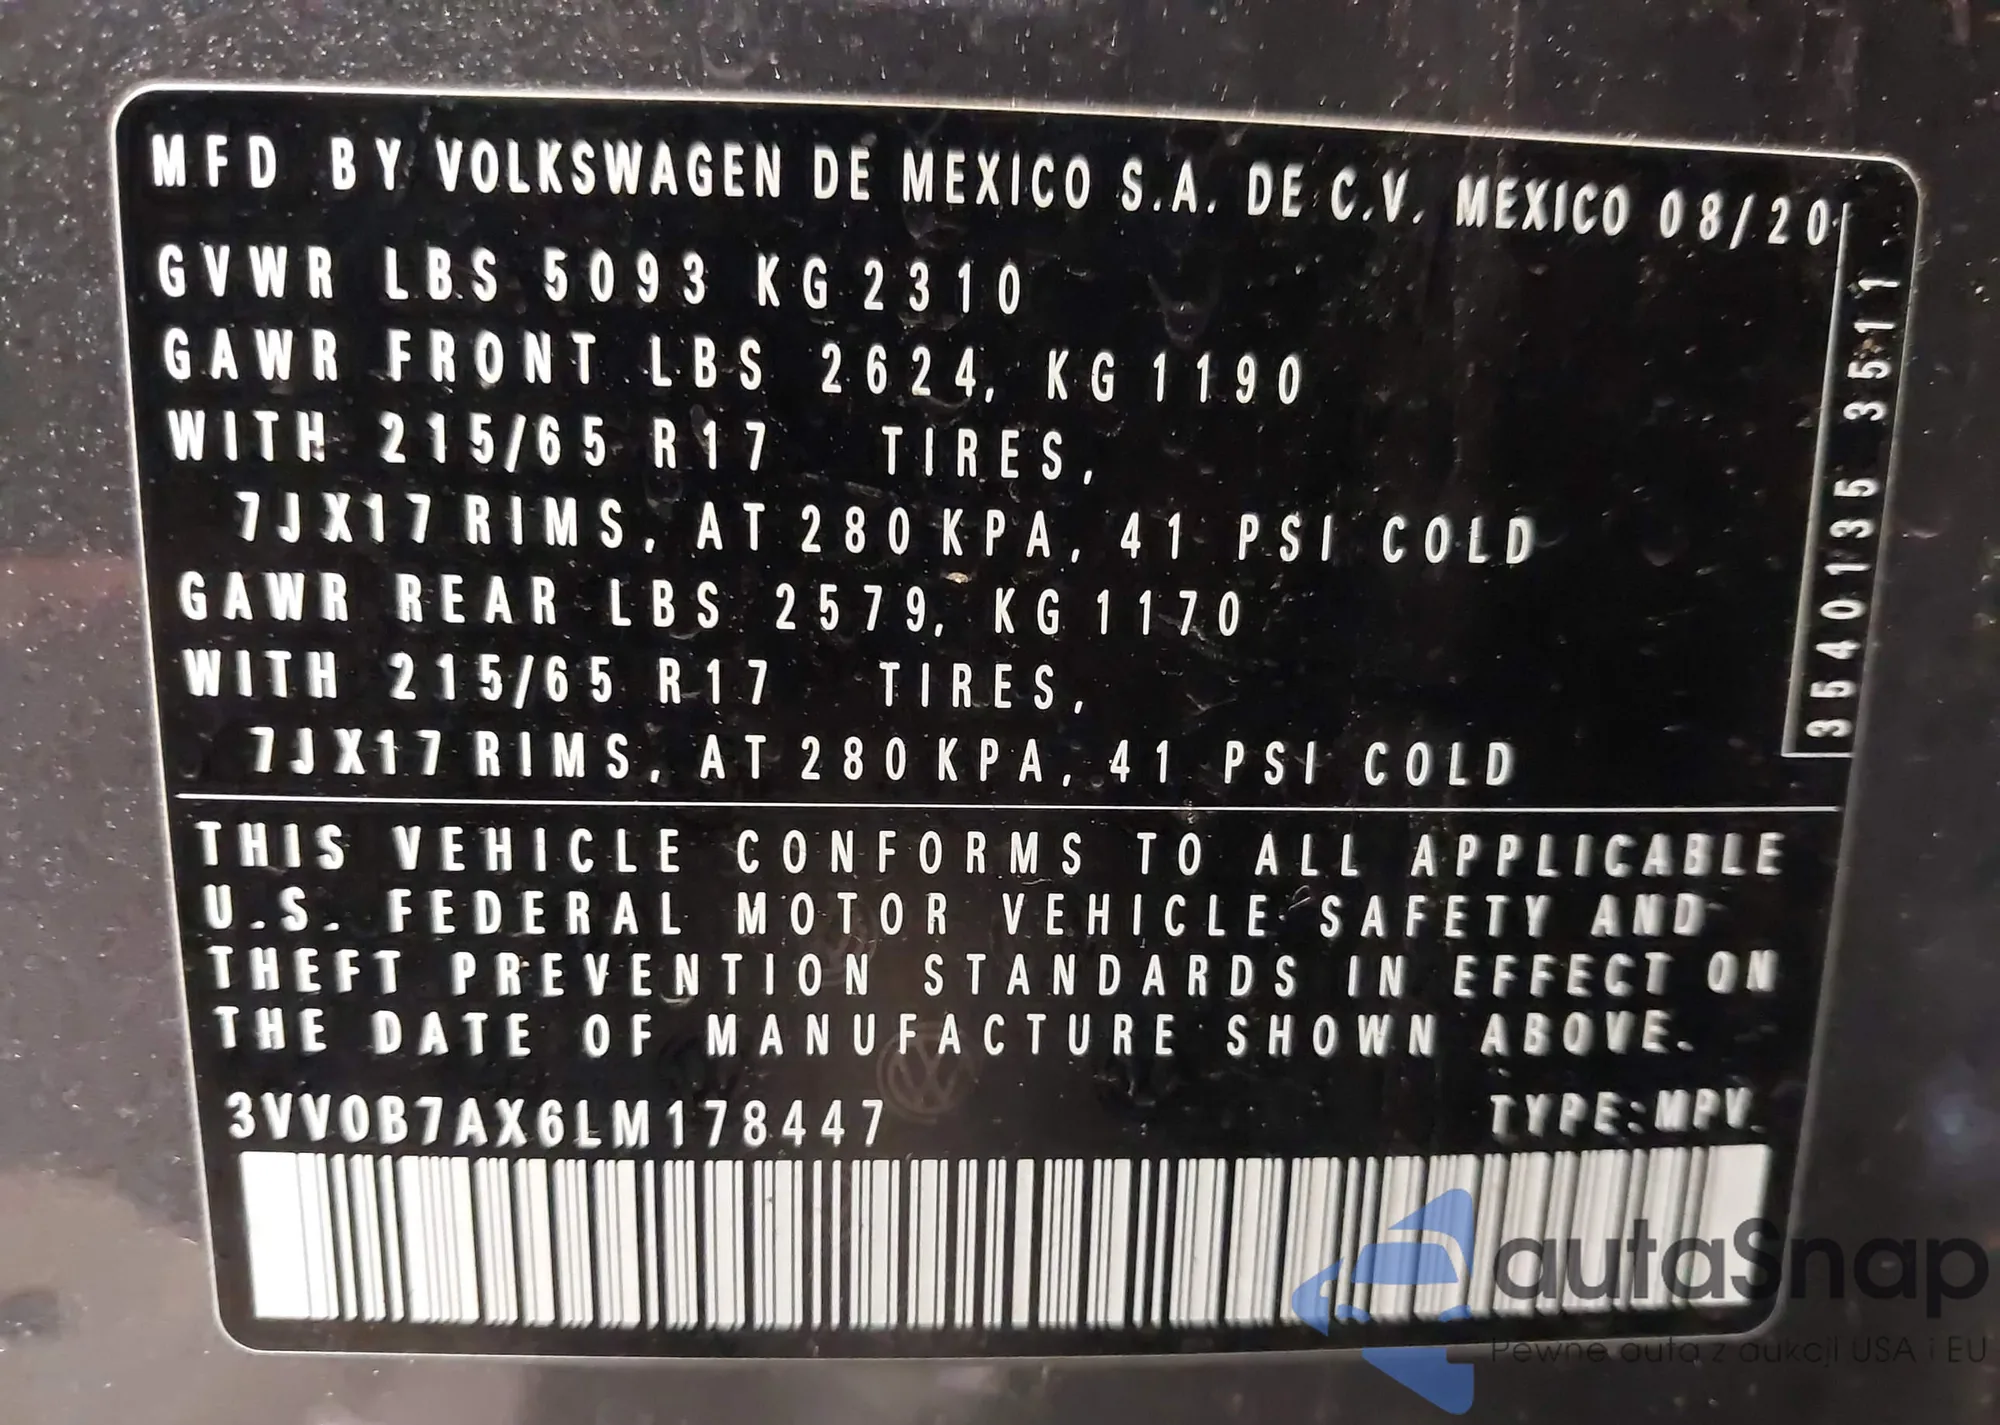 MFD BY VOLKSWAGEN DE MEXICO S.A. DE C.V. MEXICO 08/20
GVWR LBS 5093 KG 2310
GAWR FRONT LBS 2624, KG 1190
WITH 215/65 R17 TIRES,
7JX17 RIMS, AT 280 KPA, 41 PSI COLD
GAWR REAR LBS 2579, KG 1170
WITH 215/65 R17 TIRES,
7JX17 RIMS, AT 280 KPA, 41 PSI COLD
3540135 3511
THIS VEHICLE CONFORMS TO ALL APPLICABLE
U.S. FEDERAL MOTOR VEHICLE SAFETY AND
THEFT PREVENTION STANDARDS IN EFFECT ON
THE DATE OF MANUFACTURE SHOWN ABOVE.
3VV0B7AX6LM178447 TYPE:MPV
autaSnap
Pewne auta z aukcji USA i EU